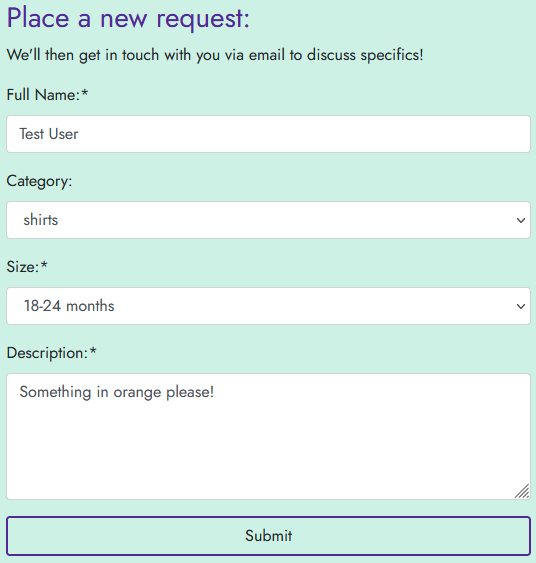 Place a new request:
We'll then get in touch with you via email to discuss specifics!
Full Name:*
Test User
Category:
shirts
Size:*
18-24 months
Description:*
Something in orange please!
Submit